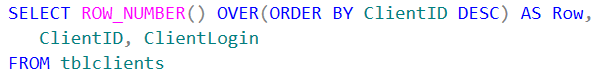 SELECT ROW_NUMBER() OVER(ORDER BY ClientID DESC) AS Row,
ClientID, ClientLogin
FROM tblclients